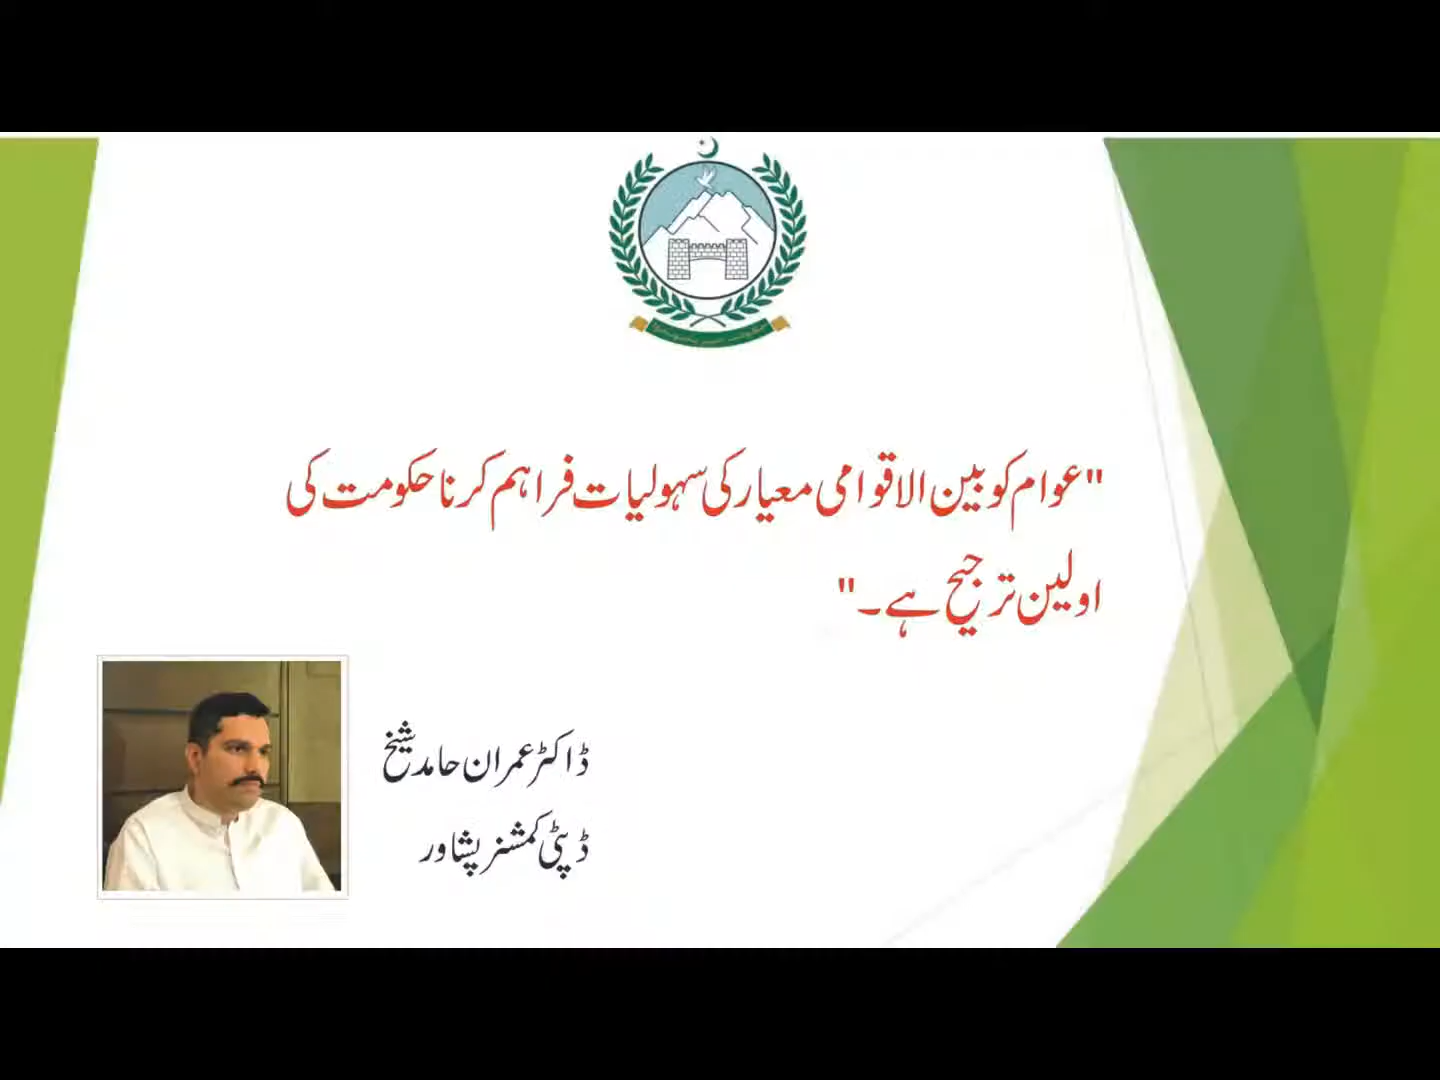 "عوام کو بین الاقوامی معیار کی سہولیات فراہم کرنا حکومت کی
اولین ترجیح ہے۔"
ڈاکٹر عمران حامد شیخ
ڈپٹی کمشنر پشاور